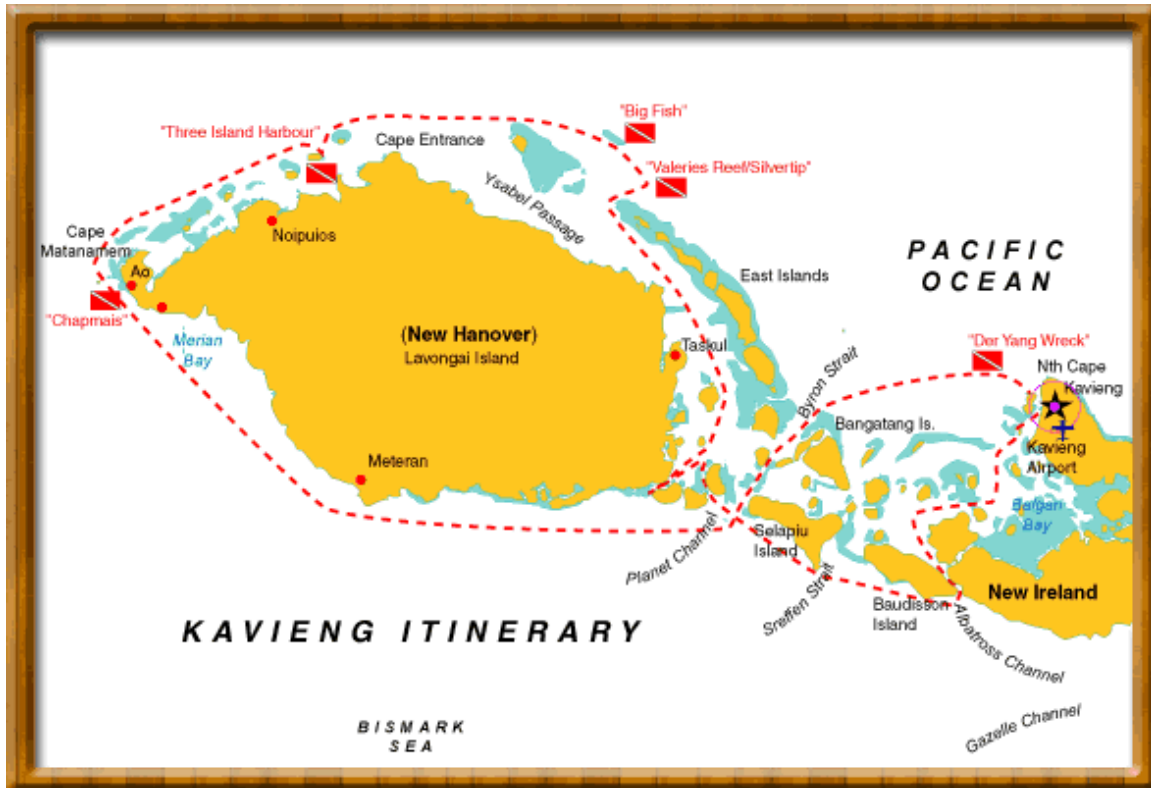 "Big Fish"
"Three Island Harbour"
Cape Entrance
"Valeries Reef/Silvertip"
Ysabel Passage
Cape
Matanamem
Noipuios
PACIFIC
OCEAN
Ao
East Islands
"Chapmais"
Merian
Bay
(New Hanover)
Lavongai Island
Taskul
"Der Yang Wreck"
Byron Strait
Nth Cape
Kavieng
Bangatang Is.
Meteran
Kavieng
Airport
Balgari
Bay
Selapiu
Island
Planet Channel
Sreffen Strait
New Ireland
Baudisson
Island
Albatross Channel
KAVIENG ITINERARY
Gazelle Channel
BISMARK
SEA